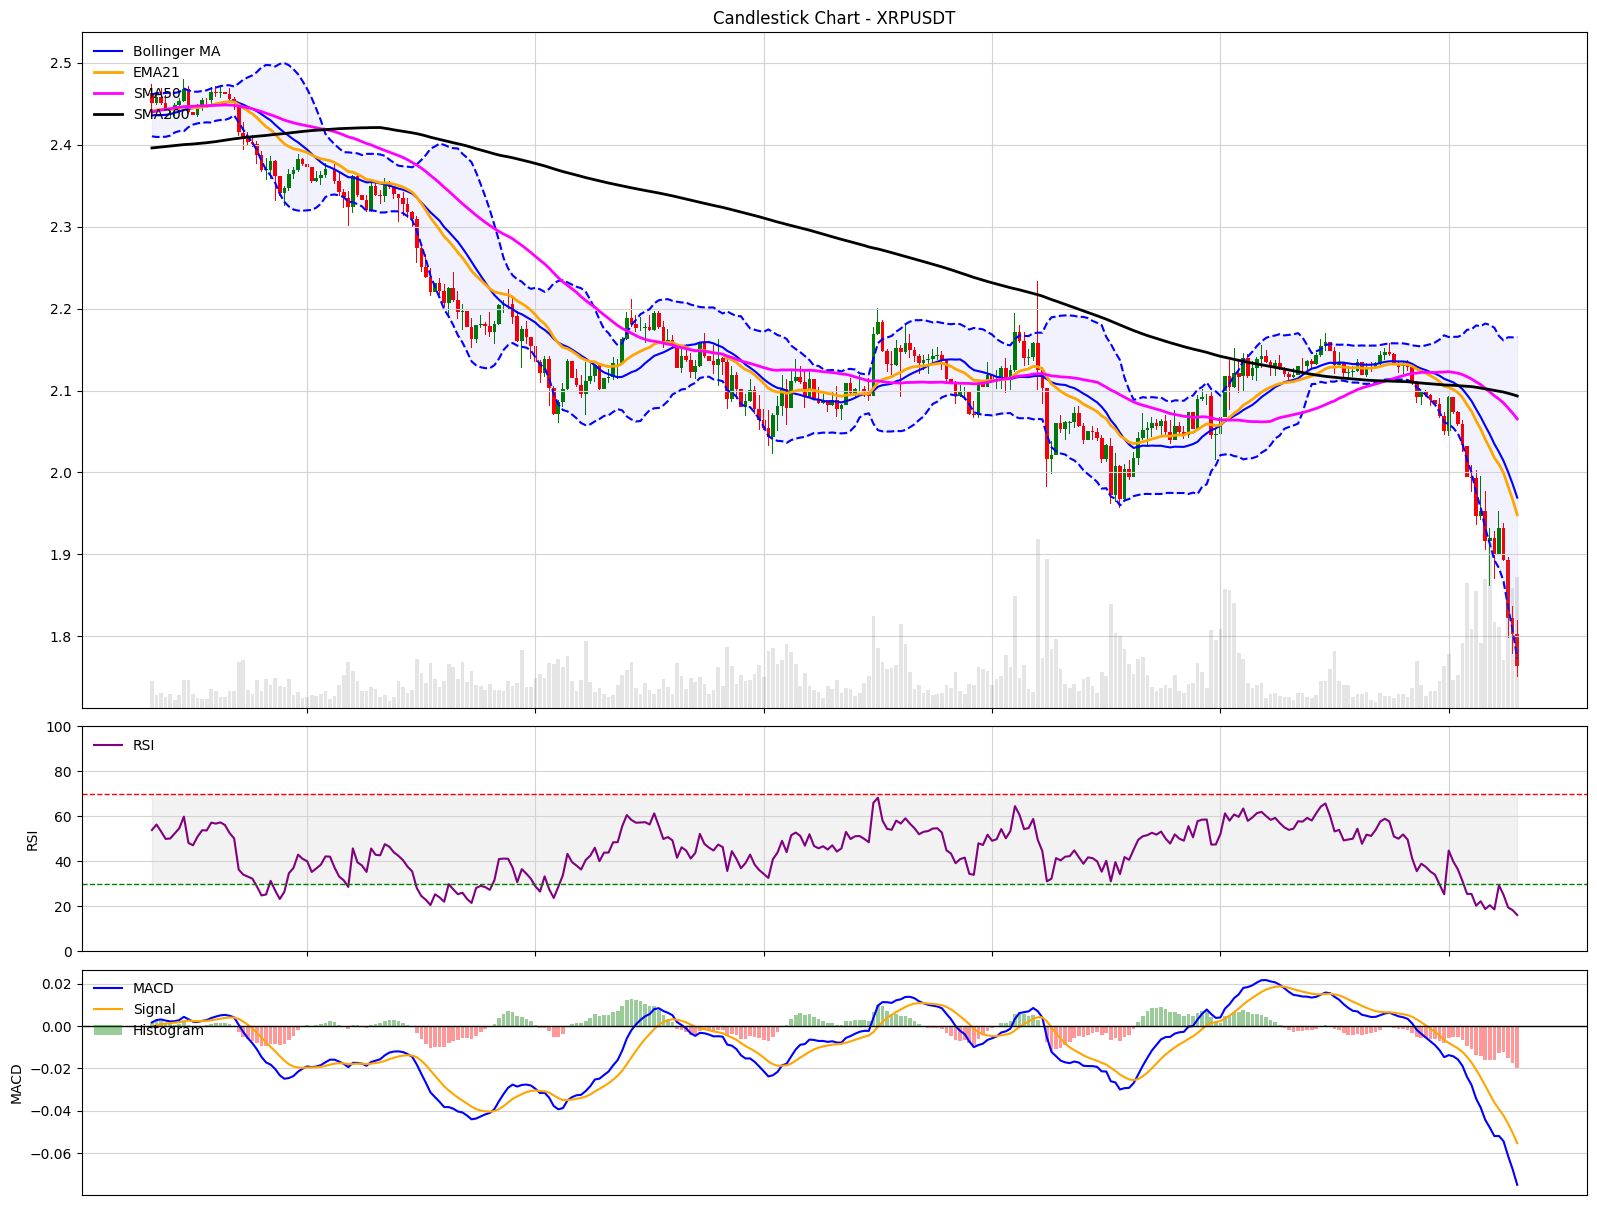 Candlestick Chart - XRPUSDT
Bollinger MA
EMA21
SMA50
SMA200
2.5
2.4
2.3
2.2
2.1
2.0
1.9
1.8
RSI
RSI
100
80
60
40
20
0
MACD
Signal
Histogram
MACD
0.02
0.00
−0.02
−0.04
−0.06